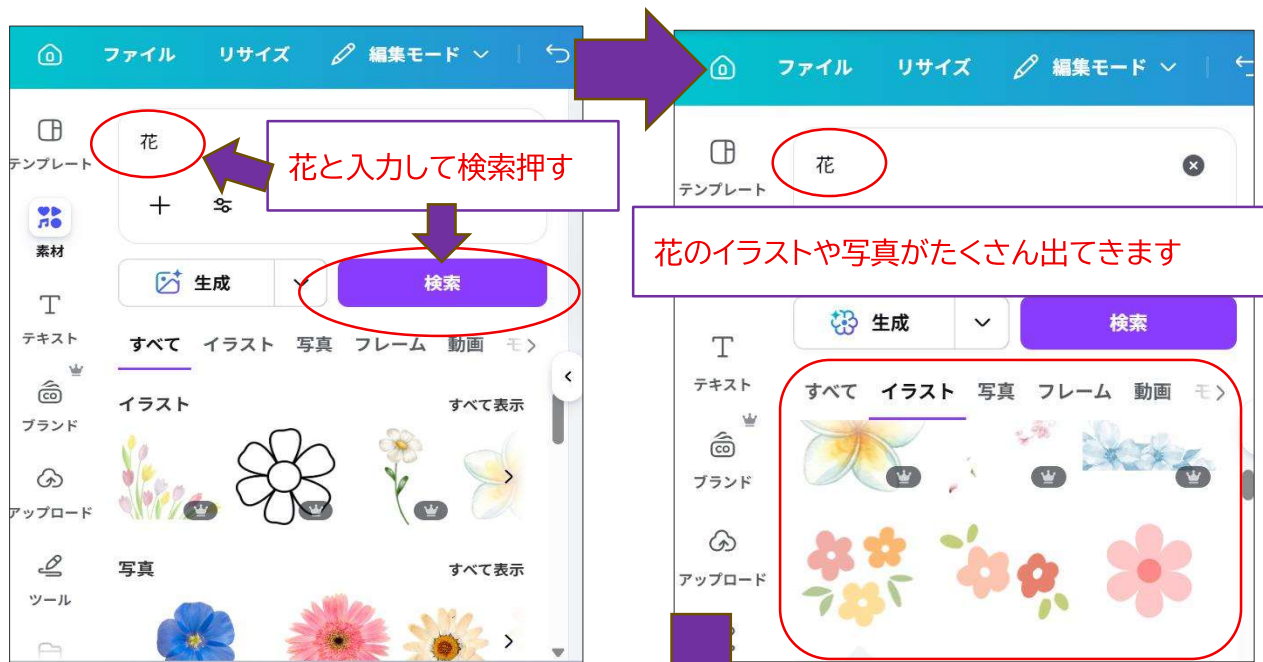 ファイル リサイズ 編集モード
テンプレート
花
花と入力して検索押す
素材
生成 検索
テキスト
すべて イラスト 写真 フレーム 動画 モ
CO
ブランド
イラスト すべて表示
アップロード
写真 すべて表示
ツール
ファイル リサイズ 編集モード
テンプレート
花
花のイラストや写真がたくさん出てきます
生成 検索
テキスト
すべて イラスト 写真 フレーム 動画 モ
CO
ブランド
アップロード